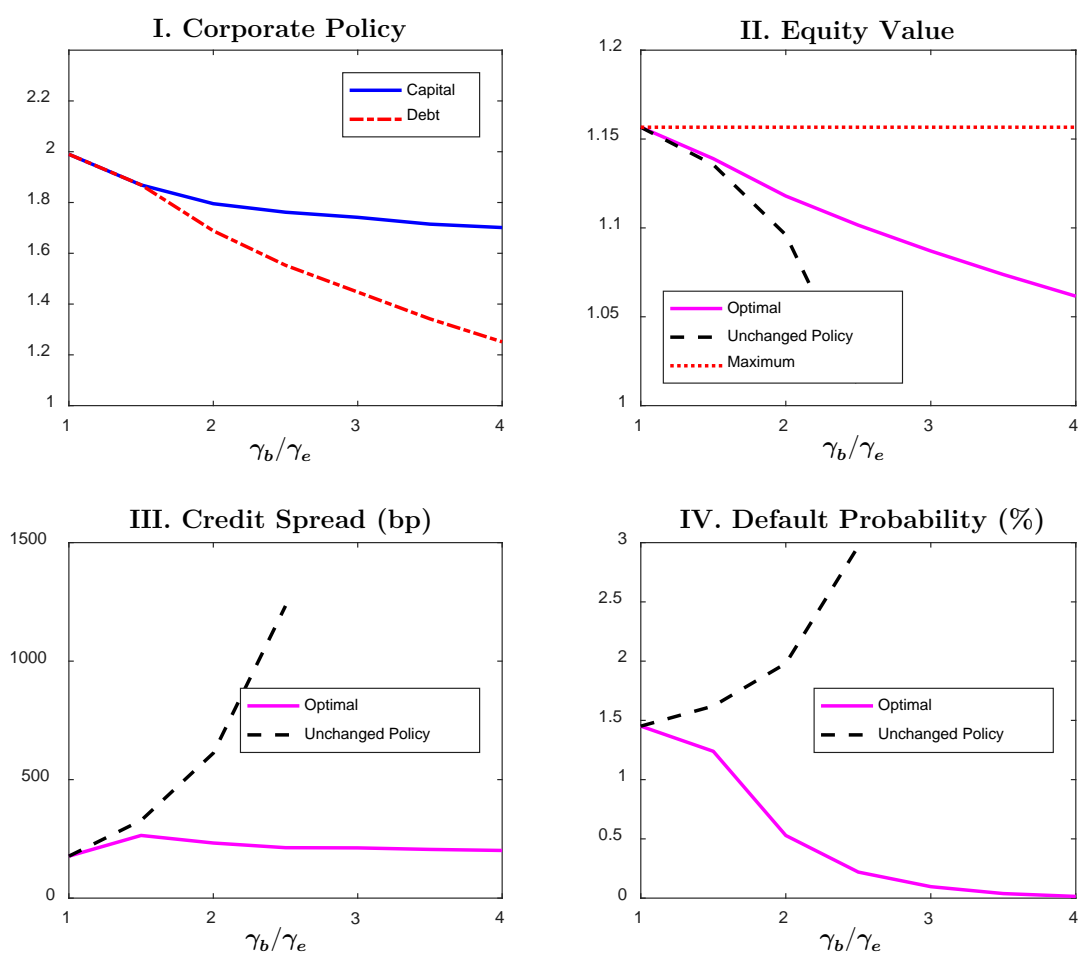 I. Corporate Policy
2.2
2
1.8
1.6
1.4
1.2
1
Capital
Debt
1 2 3 4
γb/γe
II. Equity Value
1.2
1.15
1.1
1.05
1
Optimal
Unchanged Policy
Maximum
1 2 3 4
γb/γe
III. Credit Spread (bp)
1500
1000
500
0
Optimal
Unchanged Policy
1 2 3 4
γb/γe
IV. Default Probability (%)
3
2.5
2
1.5
1
0.5
0
Optimal
Unchanged Policy
1 2 3 4
γb/γe